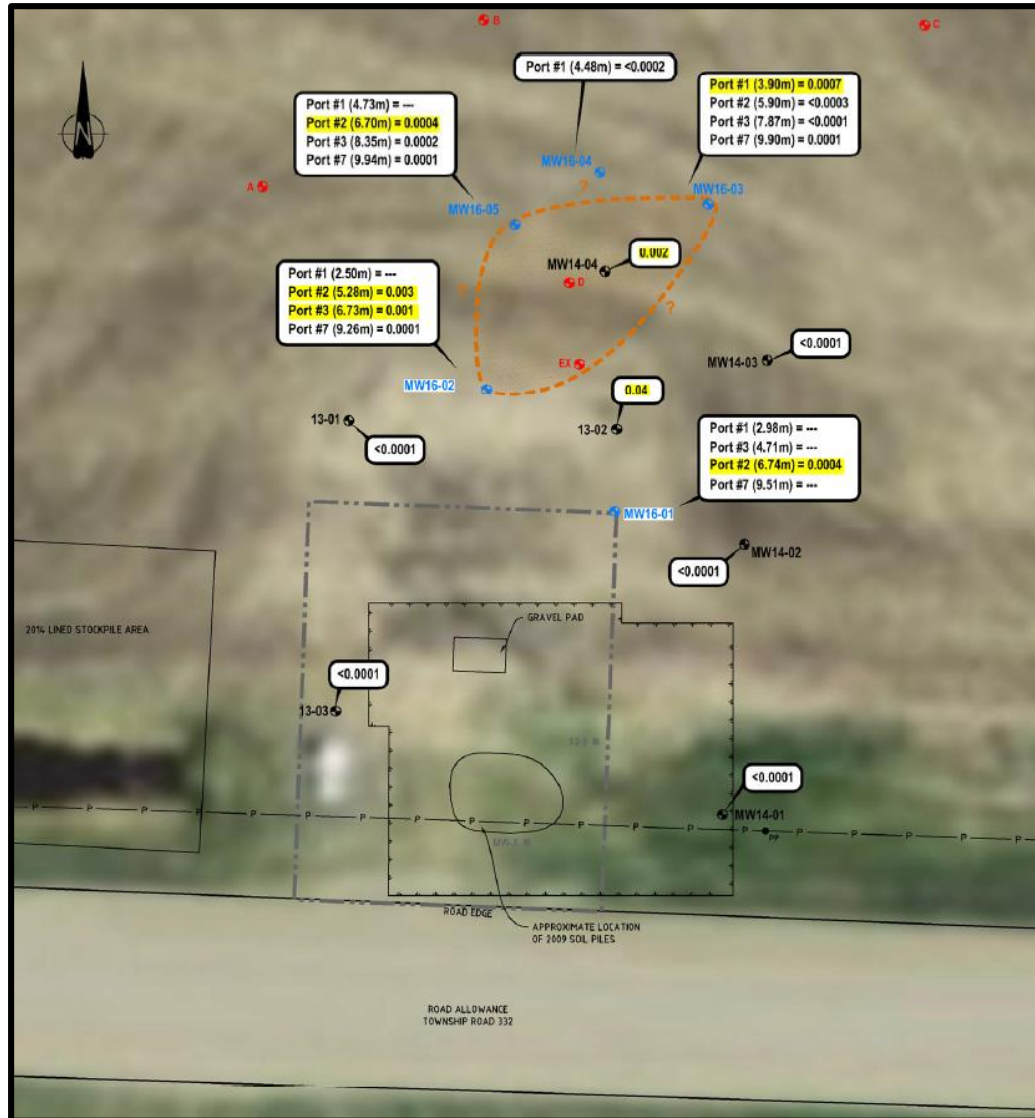 B
C
Port #1 (4.48m) = <0.0002
Port #1 (3.90m) = 0.0007
Port #2 (5.90m) = <0.0003
Port #3 (7.87m) = <0.0001
Port #7 (9.90m) = 0.0001
Port #1 (4.73m) = ---
Port #2 (6.70m) = 0.0004
Port #3 (8.35m) = 0.0002
Port #7 (9.94m) = 0.0001
N
MW16-04
A
?
MW16-03
MW16-05
0.002
MW14-04
D
Port #1 (2.50m) = ---
Port #2 (5.28m) = 0.003
Port #3 (6.73m) = 0.001
Port #7 (9.26m) = 0.0001
?
?
<0.0001
EX
MW14-03
MW16-02
0.04
13-01
13-02
<0.0001
Port #1 (2.98m) = ---
Port #3 (4.71m) = ---
Port #2 (6.74m) = 0.0004
Port #7 (9.51m) = ---
MW16-01
MW14-02
<0.0001
GRAVEL PAD
2014 LINED STOCKPILE AREA
<0.0001
13-03
<0.0001
MW14-01
P P P P P P P P P P P P P P P P P P
PP
ROAD EDGE
APPROXIMATE LOCATION
OF 2009 SOIL PILES
ROAD ALLOWANCE
TOWNSHIP ROAD 332